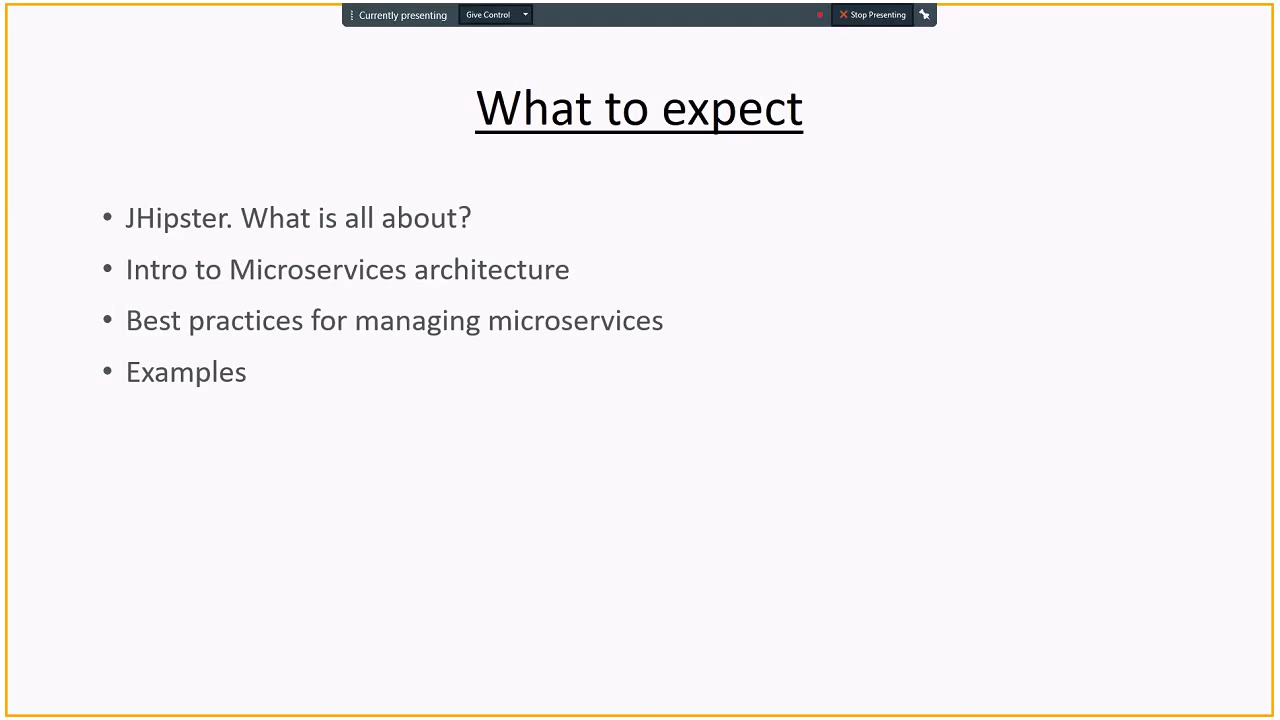 Currently presenting Give Control Stop Presenting
What to expect
• JHipster. What is all about?
• Intro to Microservices architecture
• Best practices for managing microservices
• Examples